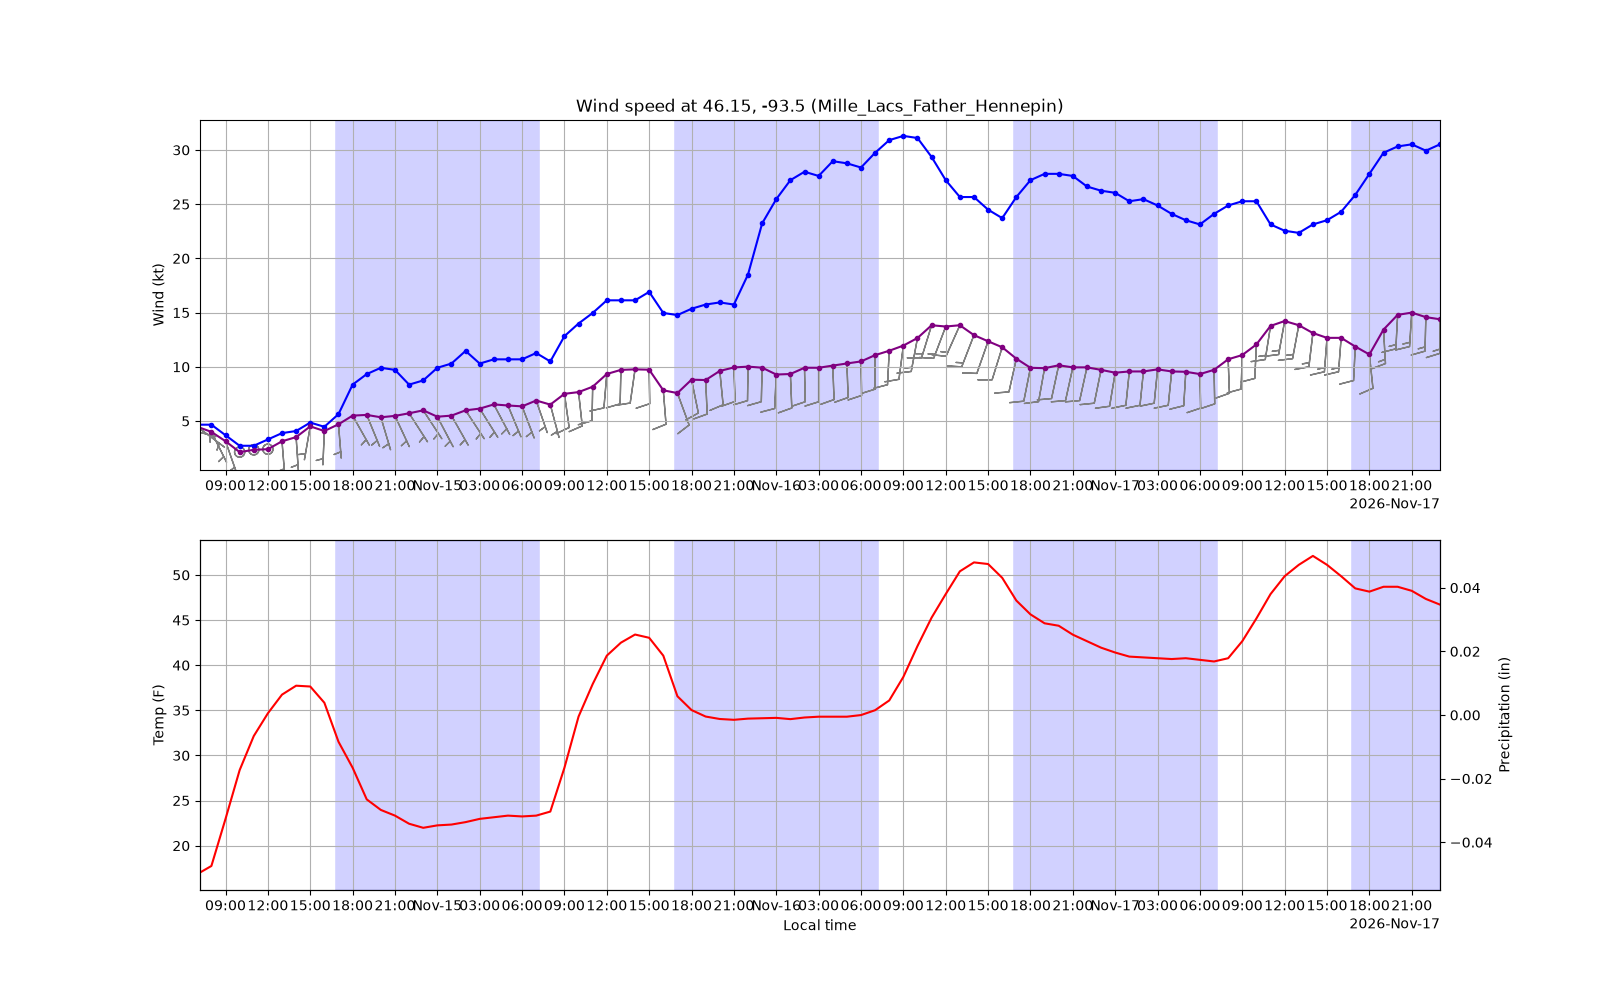 Wind speed at 46.15, -93.5 (Mille_Lacs_Father_Hennepin)
30
25
20
15
10
5
Wind (kt)
09:00 12:00 15:00 18:00 21:00 Nov-15 03:00 06:00 09:00 12:00 15:00 18:00 21:00 Nov-16 03:00 06:00 09:00 12:00 15:00 18:00 21:00 Nov-17 03:00 06:00 09:00 12:00 15:00 18:00 21:00
2026-Nov-17
50
45
40
35
30
25
20
Temp (F)
0.04
0.02
0.00
−0.02
−0.04
Precipitation (in)
09:00 12:00 15:00 18:00 21:00 Nov-15 03:00 06:00 09:00 12:00 15:00 18:00 21:00 Nov-16 03:00 06:00 09:00 12:00 15:00 18:00 21:00 Nov-17 03:00 06:00 09:00 12:00 15:00 18:00 21:00
Local time
2026-Nov-17